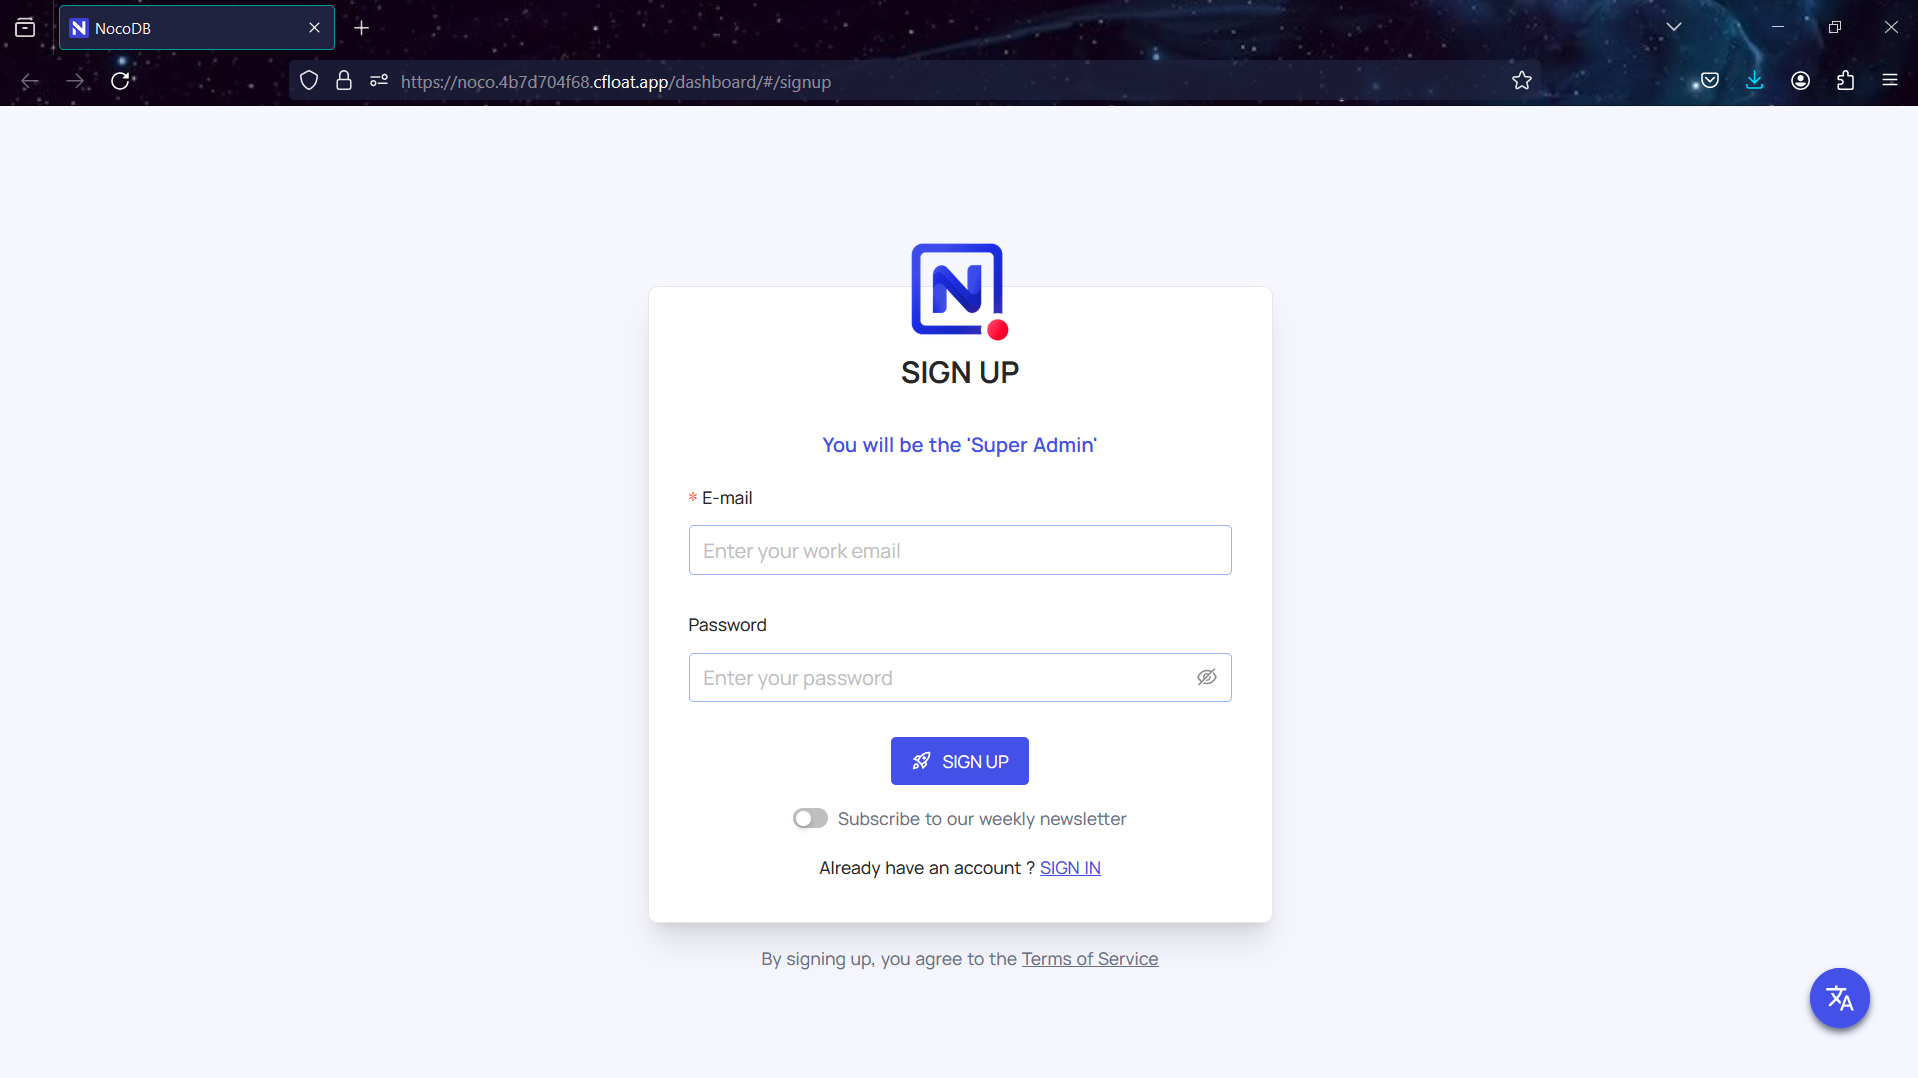 NocoDB
https://noco.4b7d704f68.cfloat.app/dashboard/#/signup
SIGN UP
You will be the 'Super Admin'
* E-mail
Enter your work email
Password
Enter your password
SIGN UP
Subscribe to our weekly newsletter
Already have an account ? SIGN IN
By signing up, you agree to the Terms of Service